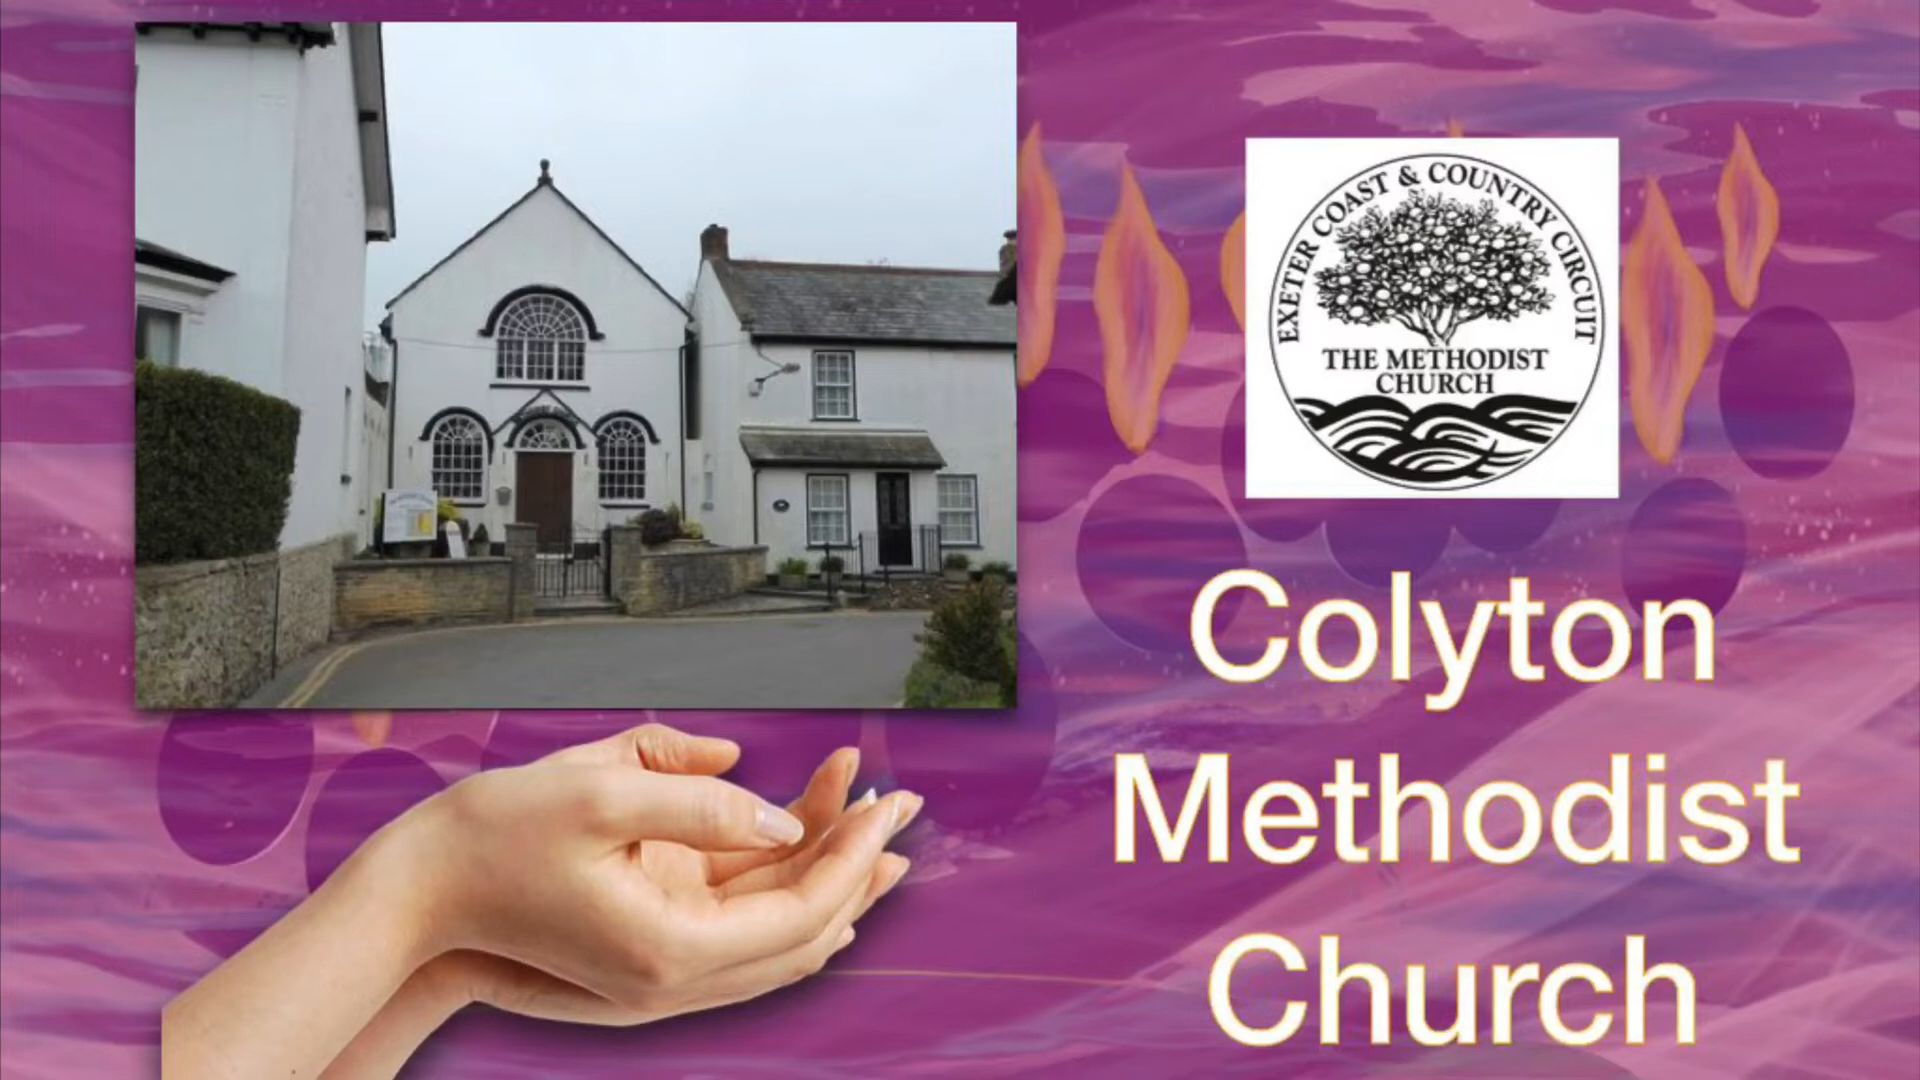 EXETER COAST & COUNTRY CIRCUIT
THE METHODIST
CHURCH
Colyton
Methodist
Church